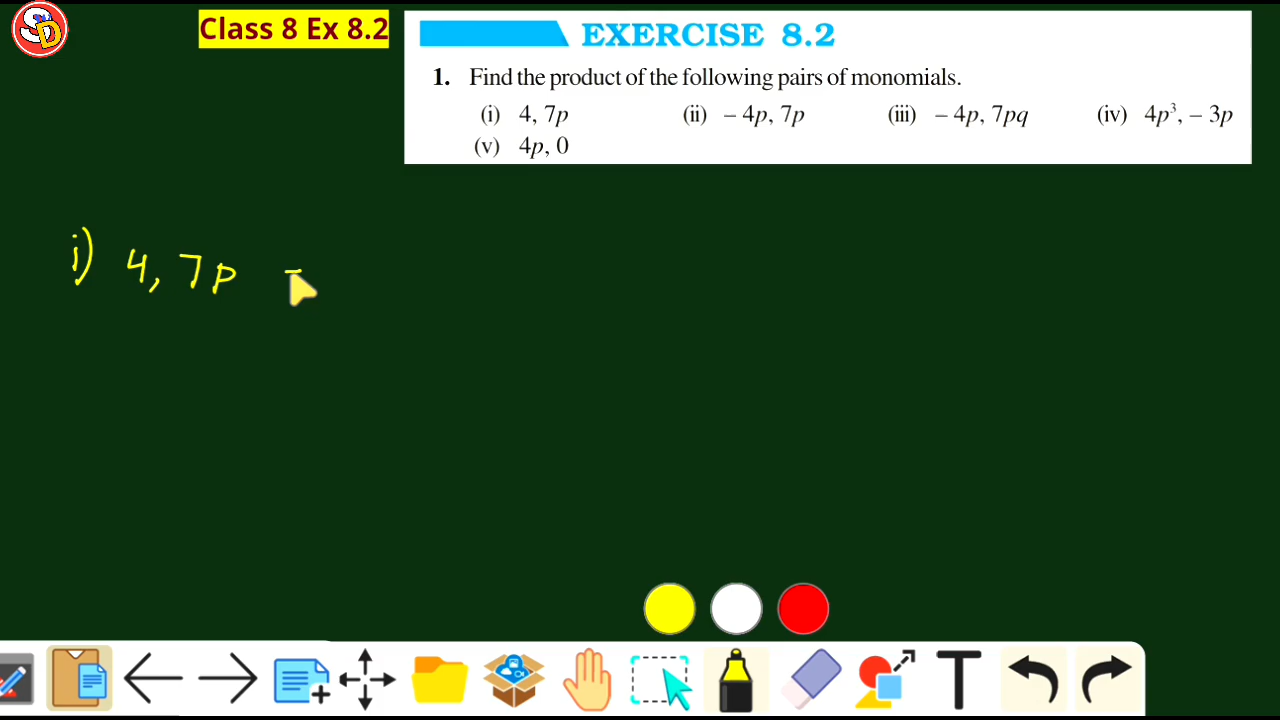 SD
Class 8 Ex 8.2
EXERCISE 8.2
1. Find the product of the following pairs of monomials.
(i) 4, 7p (ii) – 4p, 7p (iii) – 4p, 7pq (iv) 4p³, – 3p
(v) 4p, 0
i) 4, 7p
T